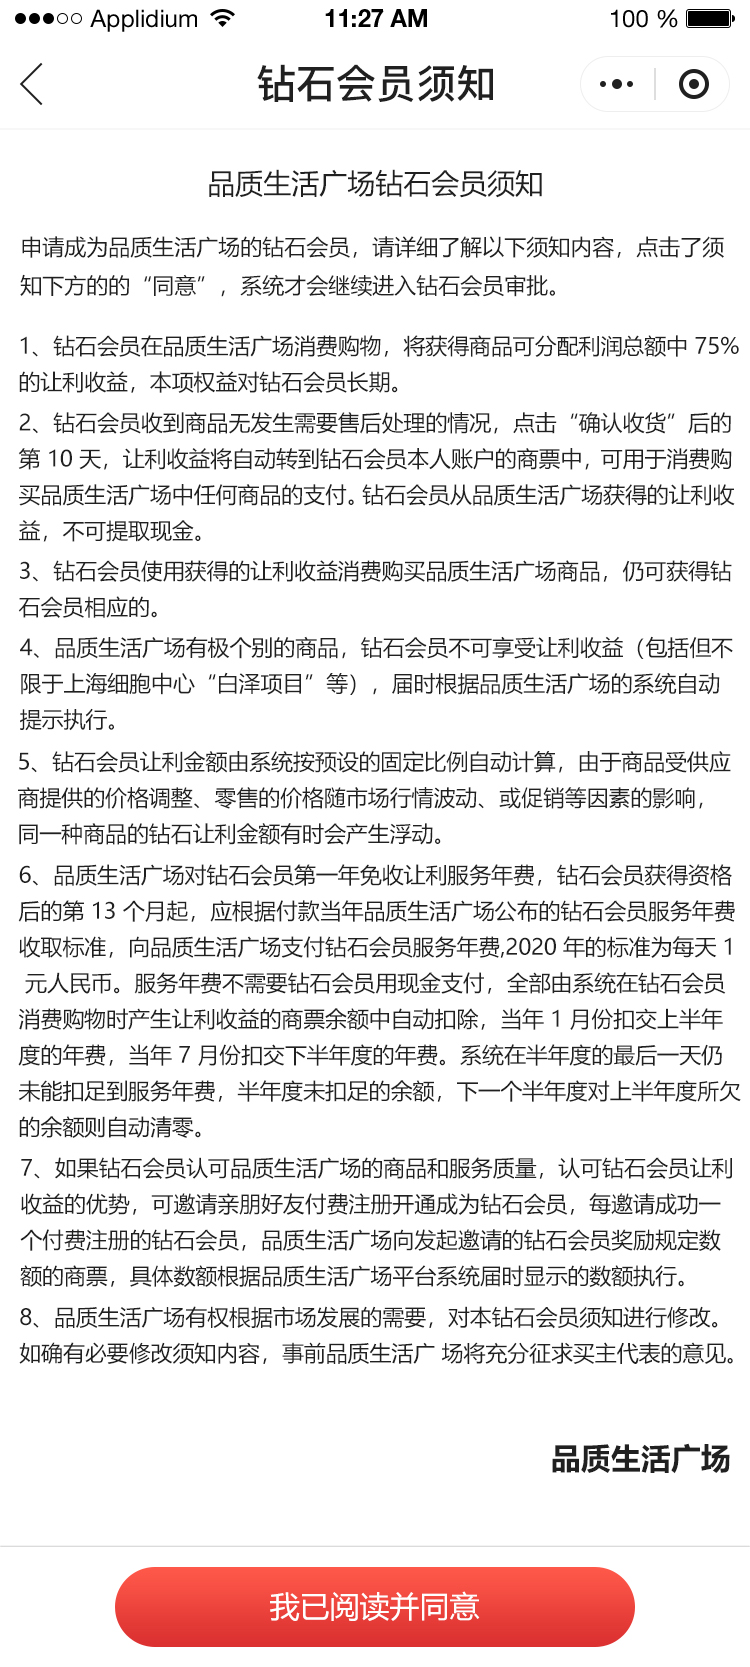 Applidium 11:27 AM 100 %
钻石会员须知
品质生活广场钻石会员须知
申请成为品质生活广场的钻石会员，请详细了解以下须知内容，点击了须
知下方的的“同意”，系统才会继续进入钻石会员审批。
1、钻石会员在品质生活广场消费购物，将获得商品可分配利润总额中 75%
的让利收益，本项权益对钻石会员长期。
2、钻石会员收到商品无发生需要售后处理的情况，点击“确认收货”后的
第 10 天，让利收益将自动转到钻石会员本人账户的商票中，可用于消费购
买品质生活广场中任何商品的支付。钻石会员从品质生活广场获得的让利收
益，不可提取现金。
3、钻石会员使用获得的让利收益消费购买品质生活广场商品，仍可获得钻
石会员相应的。
4、品质生活广场有极个别的商品，钻石会员不可享受让利收益（包括但不
限于上海细胞中心“白泽项目”等），届时根据品质生活广场的系统自动
提示执行。
5、钻石会员让利金额由系统按预设的固定比例自动计算，由于商品受供应
商提供的价格调整、零售的价格随市场行情波动、或促销等因素的影响，
同一种商品的钻石让利金额有时会产生浮动。
6、品质生活广场对钻石会员第一年免收让利服务年费，钻石会员获得资格
后的第 13 个月起，应根据付款当年品质生活广场公布的钻石会员服务年费
收取标准，向品质生活广场支付钻石会员服务年费,2020 年的标准为每天 1
元人民币。服务年费不需要钻石会员用现金支付，全部由系统在钻石会员
消费购物时产生让利收益的商票余额中自动扣除，当年 1 月份扣交上半年
度的年费，当年 7 月份扣交下半年度的年费。系统在半年度的最后一天仍
未能扣足到服务年费，半年度未扣足的余额，下一个半年度对上半年度所欠
的余额则自动清零。
7、如果钻石会员认可品质生活广场的商品和服务质量，认可钻石会员让利
收益的优势，可邀请亲朋好友付费注册开通成为钻石会员，每邀请成功一
个付费注册的钻石会员，品质生活广场向发起邀请的钻石会员奖励规定数
额的商票，具体数额根据品质生活广场平台系统届时显示的数额执行。
8、品质生活广场有权根据市场发展的需要，对本钻石会员须知进行修改。
如确有必要修改须知内容，事前品质生活广 场将充分征求买主代表的意见。
品质生活广场
我已阅读并同意